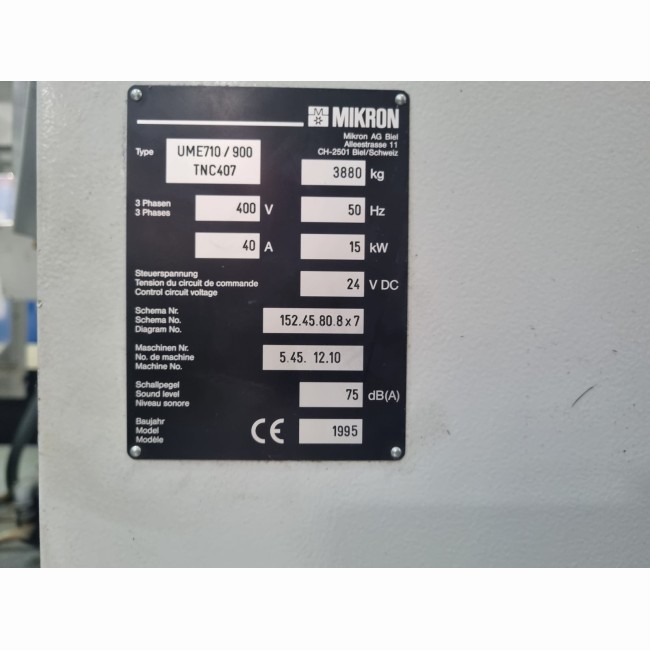 MIKRON
Mikron AG Biel
Alleestrasse 11
CH-2501 Biel/Schweiz
Type UME710/900
TNC407
3880 kg
3 Phasen
3 Phases
400 V
50 Hz
40 A
15 kW
Steuerspannung
Tension du circuit de commande
Control circuit voltage
24 V DC
Schema Nr.
Schema No.
Diagram No.
152.45.80.8x7
Maschinen Nr.
No. de machine
Machine No.
5.45. 12.10
Schallpegel
Sound level
Niveau sonore
75 dB(A)
Baujahr
Model
Modèle
CE
1995